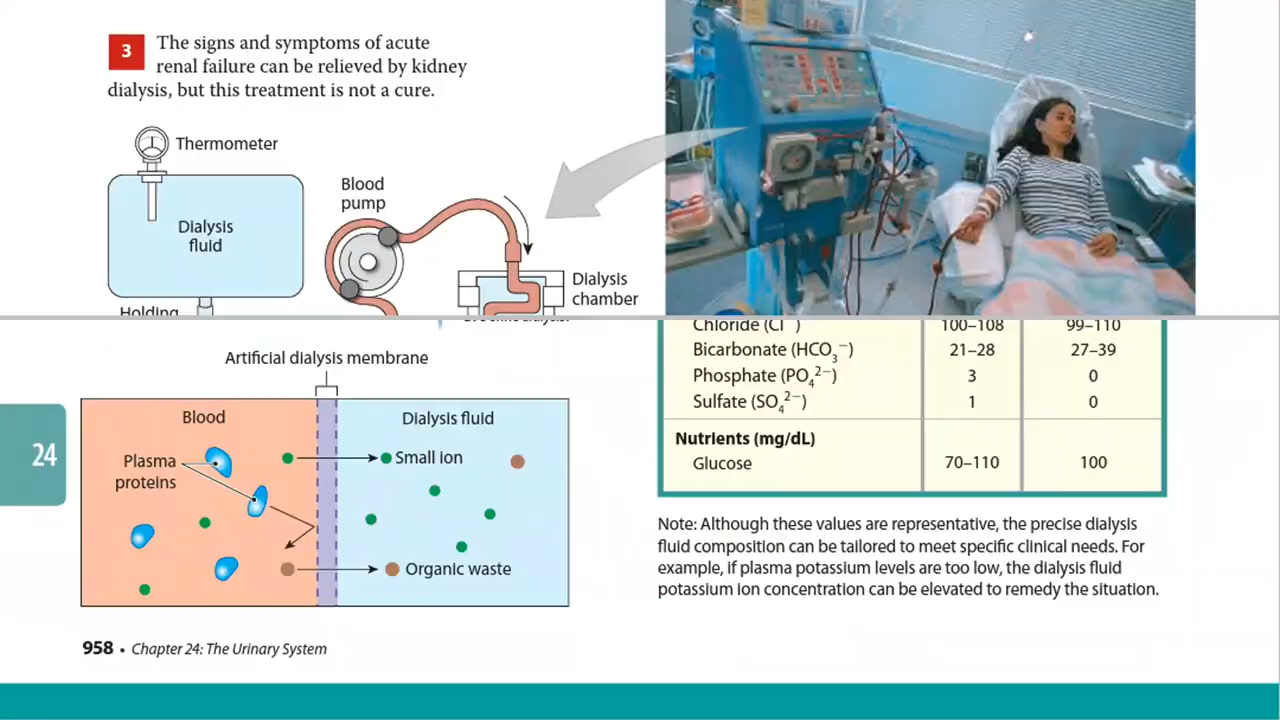 3 The signs and symptoms of acute
renal failure can be relieved by kidney
dialysis, but this treatment is not a cure.
Thermometer
Blood
pump
Dialysis
fluid
Dialysis
chamber
Holding
Artificial dialysis membrane
Blood
Dialysis fluid
Plasma
proteins
Small ion
Organic waste
Chloride (Cl⁻) 100–108 99–110
Bicarbonate (HCO₃⁻) 21–28 27–39
Phosphate (PO₄²⁻) 3 0
Sulfate (SO₄²⁻) 1 0
Nutrients (mg/dL)
Glucose 70–110 100
Note: Although these values are representative, the precise dialysis
fluid composition can be tailored to meet specific clinical needs. For
example, if plasma potassium levels are too low, the dialysis fluid
potassium ion concentration can be elevated to remedy the situation.
24
958 • Chapter 24: The Urinary System